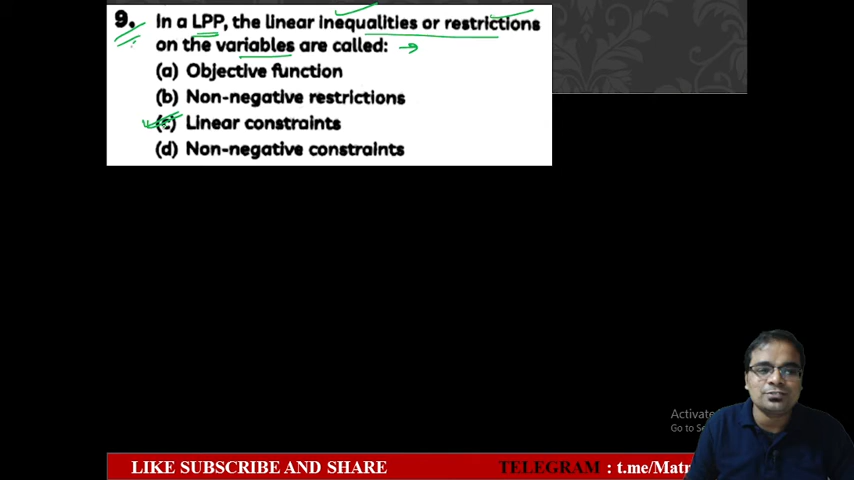 9. In a LPP, the linear inequalities or restrictions
on the variables are called:
(a) Objective function
(b) Non-negative restrictions
(c) Linear constraints
(d) Non-negative constraints
Activate
Go to
LIKE SUBSCRIBE AND SHARE TELEGRAM : t.me/Matr